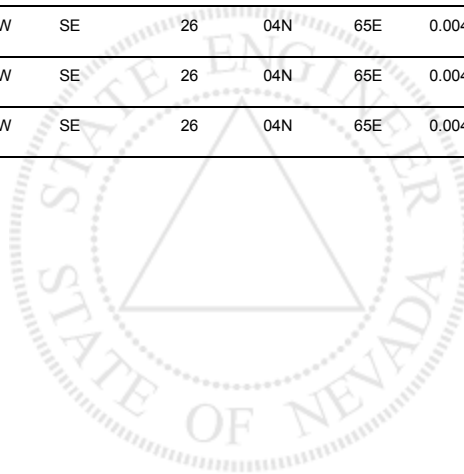 W SE 26 04N 65E 0.004
W SE 26 04N 65E 0.004
W SE 26 04N 65E 0.004
STATE ENGINEER
STATE OF NEVADA